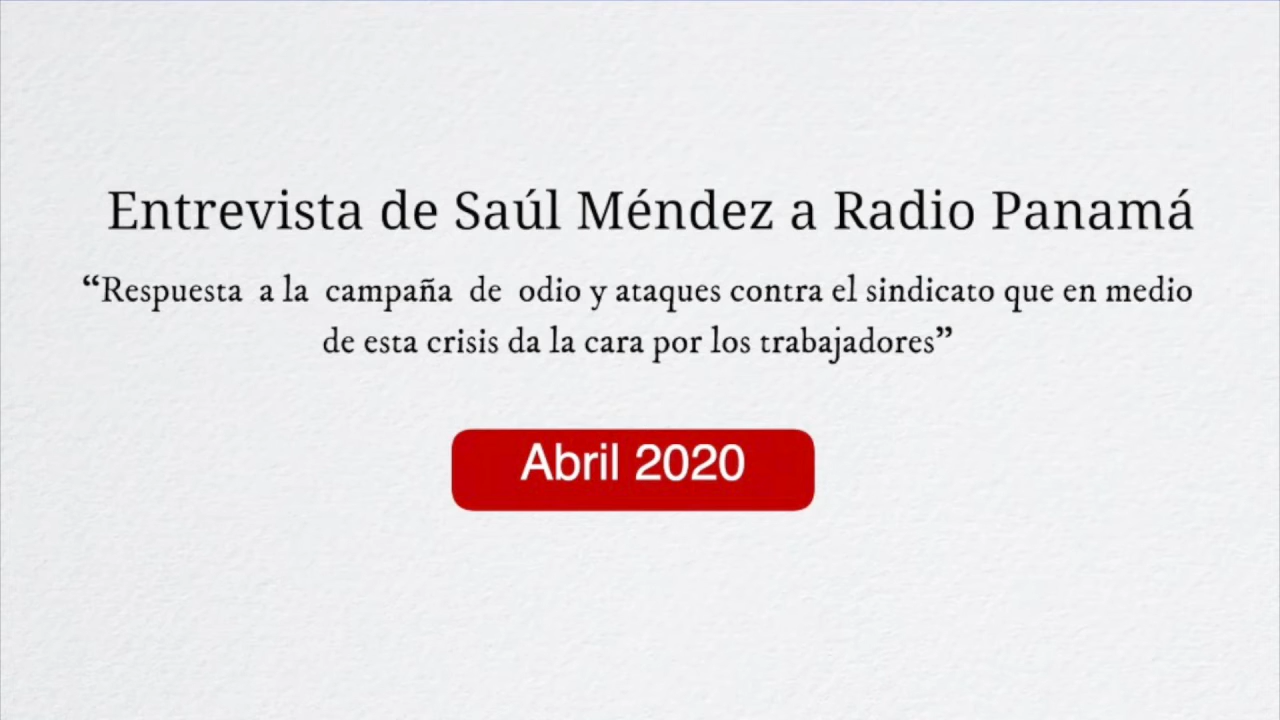 Entrevista de Saúl Méndez a Radio Panamá
“Respuesta a la campaña de odio y ataques contra el sindicato que en medio
de esta crisis da la cara por los trabajadores”
Abril 2020